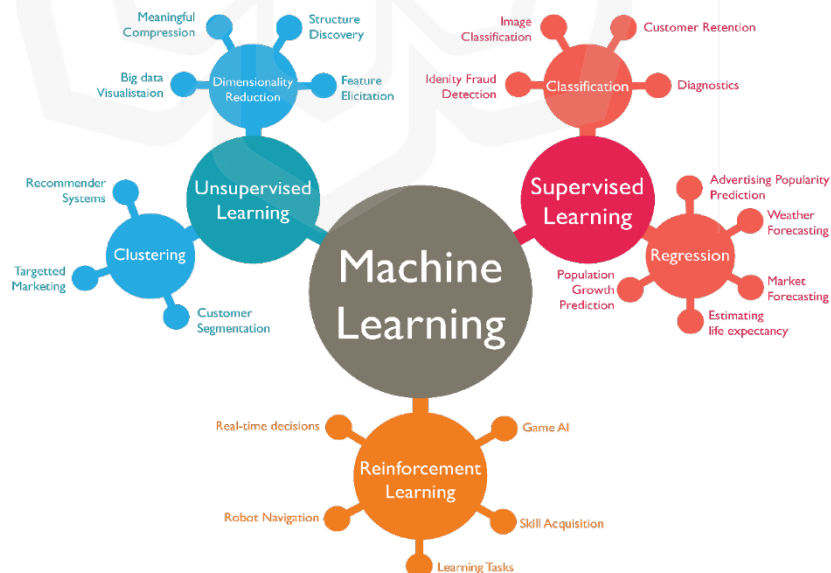 Meaningful
Compression
Structure
Discovery
Big data
Visualistaion
Dimensionality
Reduction
Feature
Elicitation
Unsupervised
Learning
Recommender
Systems
Clustering
Targetted
Marketing
Customer
Segmentation
Machine
Learning
Image
Classification
Customer Retention
Idenity Fraud
Detection
Classification
Diagnostics
Supervised
Learning
Advertising Popularity
Prediction
Weather
Forecasting
Regression
Population
Growth
Prediction
Market
Forecasting
Estimating
life expectancy
Real-time decisions
Game AI
Reinforcement
Learning
Robot Navigation
Skill Acquisition
Learning Tasks